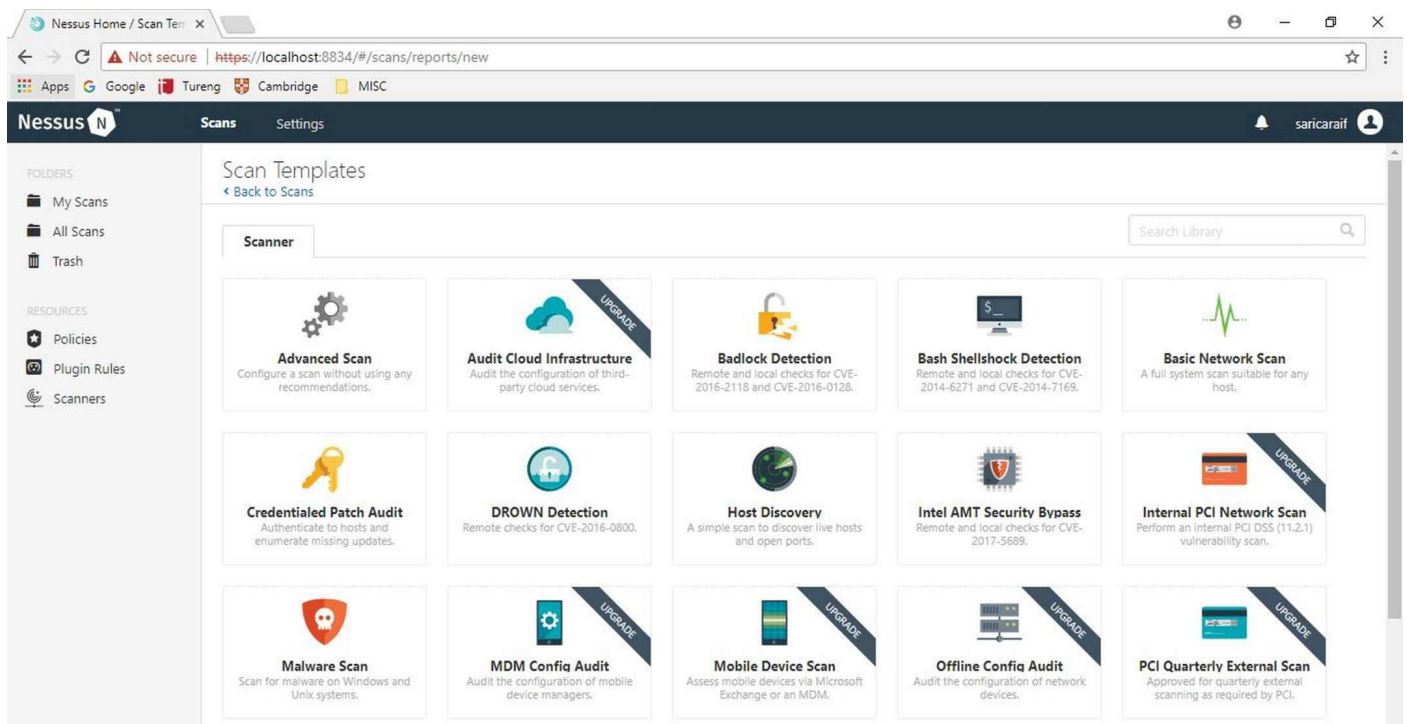 Nessus Home / Scan Tem
Not secure | https://localhost:8834/#/scans/reports/new
Apps Google Tureng Cambridge MISC
Nessus N ™ Scans Settings saricaraif
FOLDERS
My Scans
All Scans
Trash
RESOURCES
Policies
Plugin Rules
Scanners
Scan Templates
Back to Scans
Scanner
Search Library
Advanced Scan
Configure a scan without using any
recommendations.
UPGRADE
Audit Cloud Infrastructure
Audit the configuration of third-
party cloud services.
Badlock Detection
Remote and local checks for CVE-
2016-2118 and CVE-2016-0128.
$_
Bash Shellshock Detection
Remote and local checks for CVE-
2014-6271 and CVE-2014-7169.
Basic Network Scan
A full system scan suitable for any
host.
Credentialed Patch Audit
Authenticate to hosts and
enumerate missing updates.
DROWN Detection
Remote checks for CVE-2016-0800.
Host Discovery
A simple scan to discover live hosts
and open ports.
Intel AMT Security Bypass
Remote and local checks for CVE-
2017-5689.
UPGRADE
Internal PCI Network Scan
Perform an internal PCI DSS (11.2.1)
vulnerability scan.
Malware Scan
Scan for malware on Windows and
Unix systems.
UPGRADE
MDM Config Audit
Audit the configuration of mobile
device managers.
UPGRADE
Mobile Device Scan
Assess mobile devices via Microsoft
Exchange or an MDM.
UPGRADE
Offline Config Audit
Audit the configuration of network
devices.
UPGRADE
PCI Quarterly External Scan
Approved for quarterly external
scanning as required by PCI.